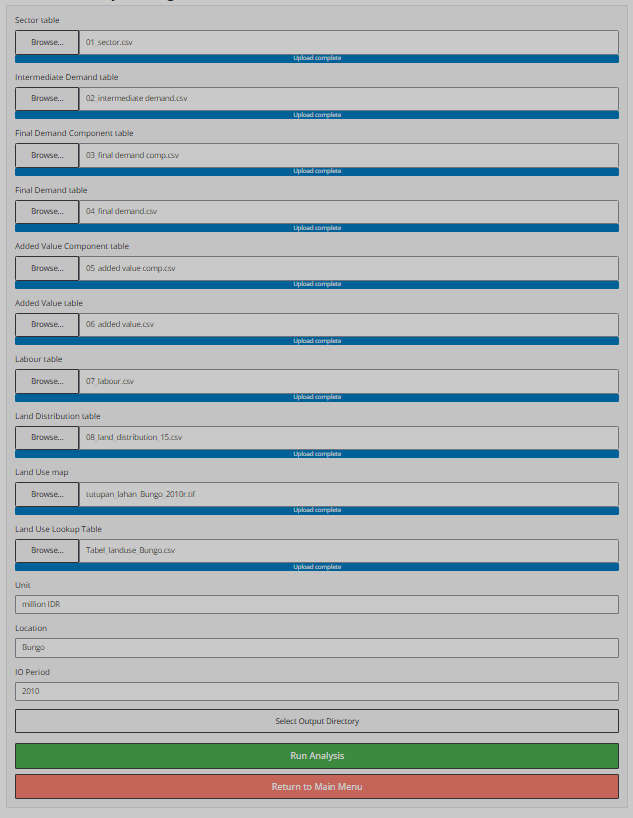 Sector table
Browse... 01_sector.csv
Upload complete
Intermediate Demand table
Browse... 02_intermediate demand.csv
Upload complete
Final Demand Component table
Browse... 03_final demand comp.csv
Upload complete
Final Demand table
Browse... 04_final demand.csv
Upload complete
Added Value Component table
Browse... 05_added value comp.csv
Upload complete
Added Value table
Browse... 06_added value.csv
Upload complete
Labour table
Browse... 07_labour.csv
Upload complete
Land Distribution table
Browse... 08_land_distribution_15.csv
Upload complete
Land Use map
Browse... tutupan_lahan_Bungo_2010r.tif
Upload complete
Land Use Lookup Table
Browse... Tabel_landuse_Bungo.csv
Upload complete
Unit
million IDR
Location
Bungo
IO Period
2010
Select Output Directory
Run Analysis
Return to Main Menu